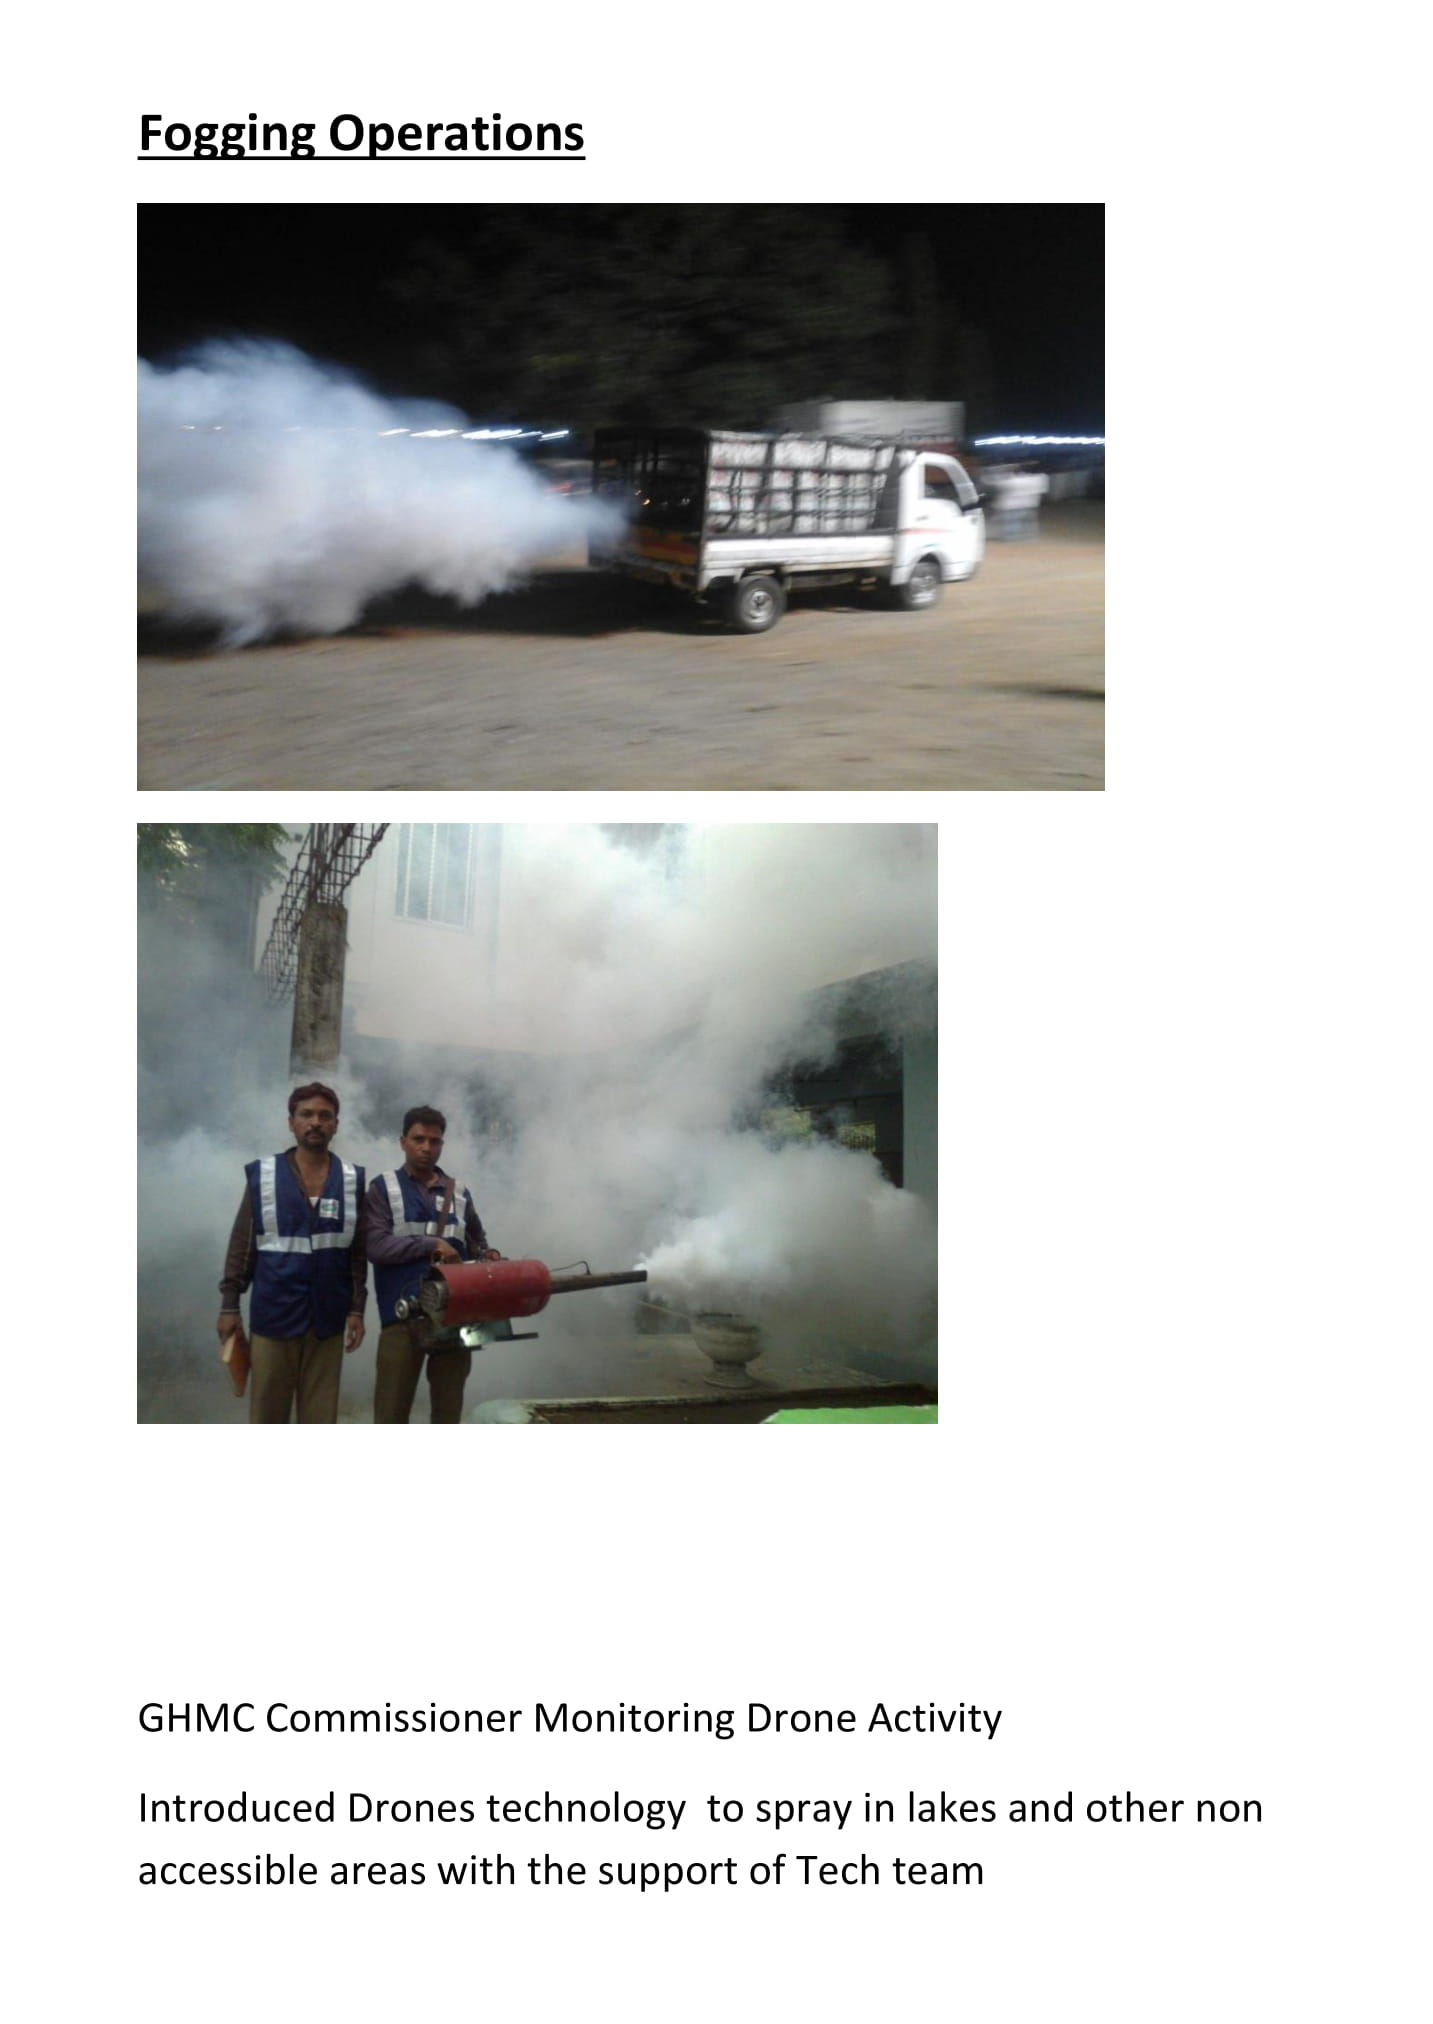 Fogging Operations
GHMC Commissioner Monitoring Drone Activity
Introduced Drones technology  to spray in lakes and other non
accessible areas with the support of Tech team